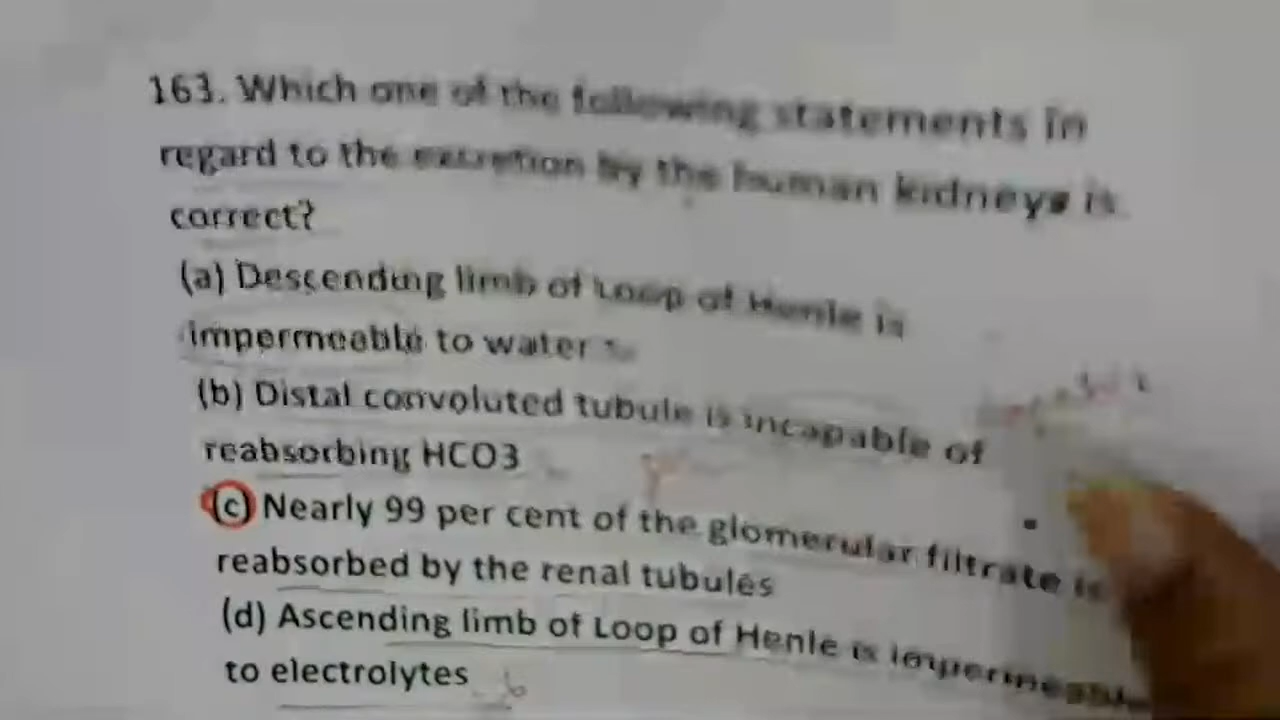 163. Which one of the following statements in
regard to the excretion by the human kidneys is
correct?
(a) Descending limb of Loop of Henle is
impermeable to water
(b) Distal convoluted tubule is incapable of
reabsorbing HCO3
(c) Nearly 99 per cent of the glomerular filtrate is
reabsorbed by the renal tubules
(d) Ascending limb of Loop of Henle is impermeable
to electrolytes